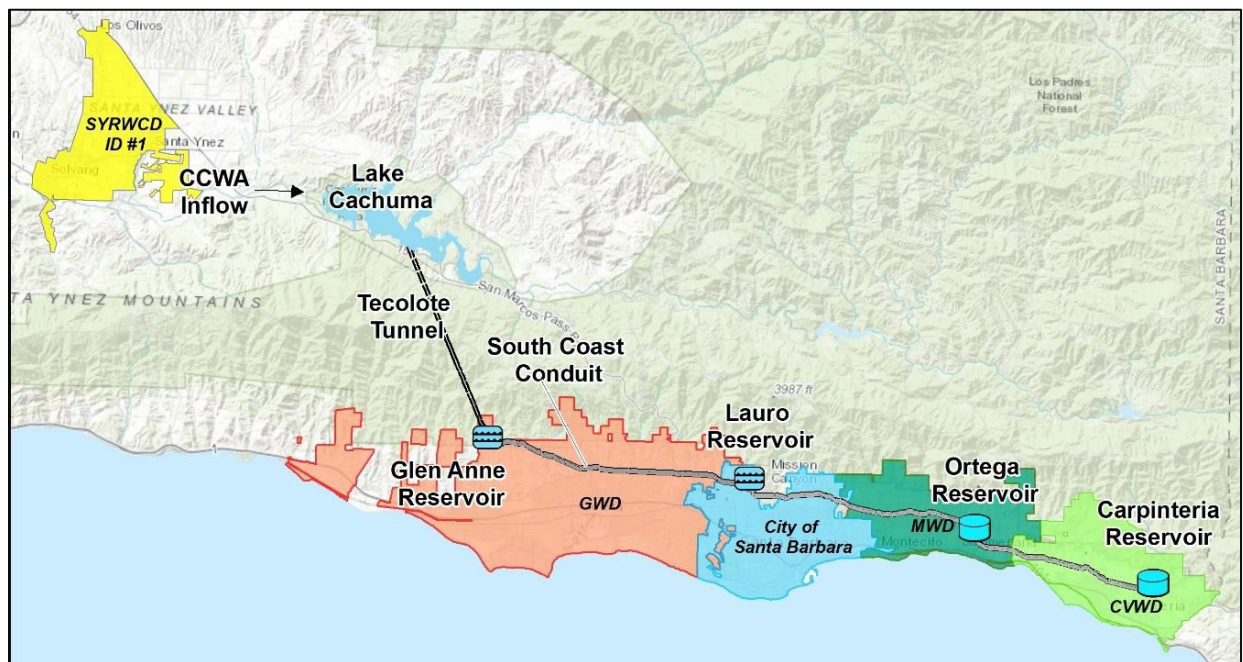 Los Olivos
SANTA YNEZ VALLEY
SYRWCD
ID #1
Santa Ynez
Solvang
CCWA
Inflow
Lake
Cachuma
Los Padres
National
Forest
SANTA BARBARA
TA YNEZ MOUNTAINS
Tecolote
Tunnel
San Marcos-Pass
South Coast
Conduit
3987 ft
Lauro
Reservoir
Mission
Canyon
1
Glen Anne
Reservoir
GWD
Ortega
Reservoir
MWD
City of
Santa Barbara
Montecito
Carpinteria
Reservoir
CVWD